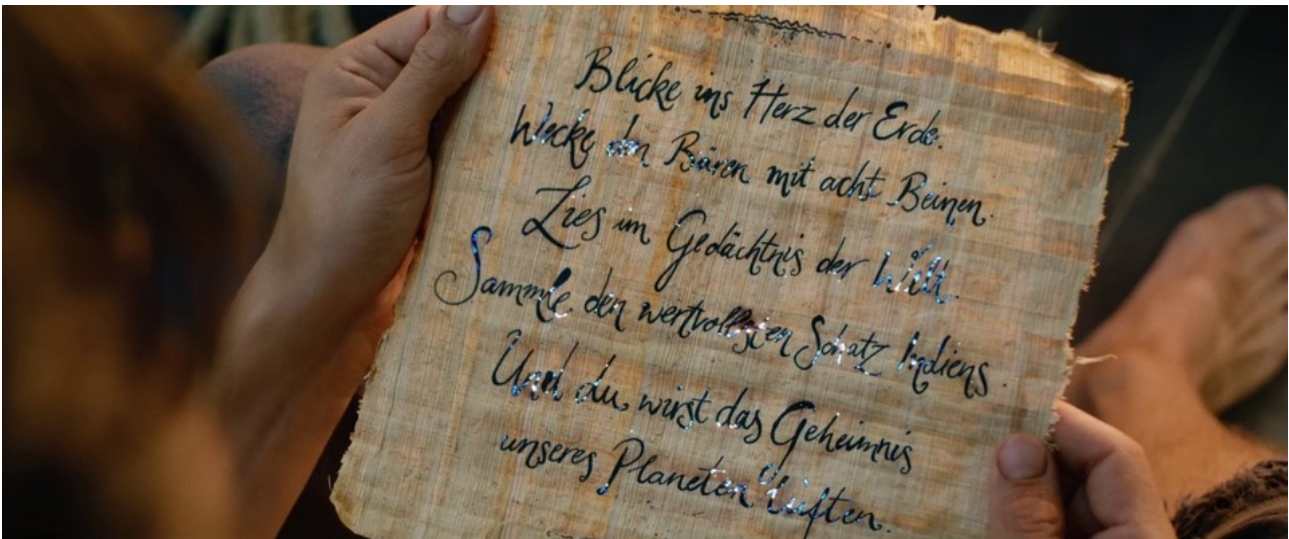 Blicke ins Herz der Erde.
Wecke den Bären mit acht Beinen.
Lies im Gedächtnis der Welt.
Sammle den wertvollsten Schatz Indiens.
Und du wirst das Geheimnis
unseres Planeten lüften.